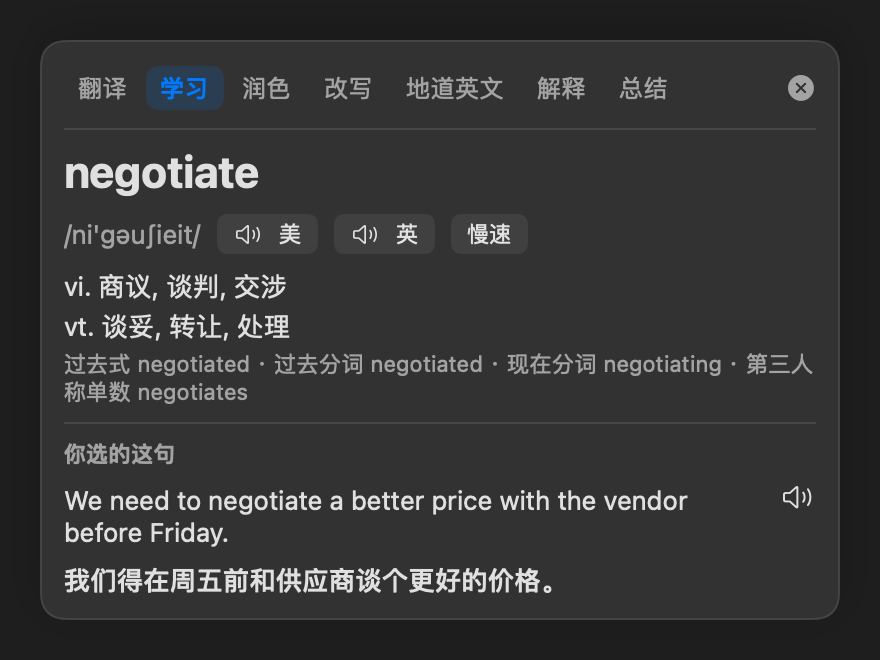 翻译 学习 润色 改写 地道英文 解释 总结
negotiate
/ni'gəuʃieit/ 美 英 慢速
vi. 商议, 谈判, 交涉
vt. 谈妥, 转让, 处理
过去式 negotiated · 过去分词 negotiated · 现在分词 negotiating · 第三人
称单数 negotiates
你选的这句
We need to negotiate a better price with the vendor
before Friday.
我们得在周五前和供应商谈个更好的价格。